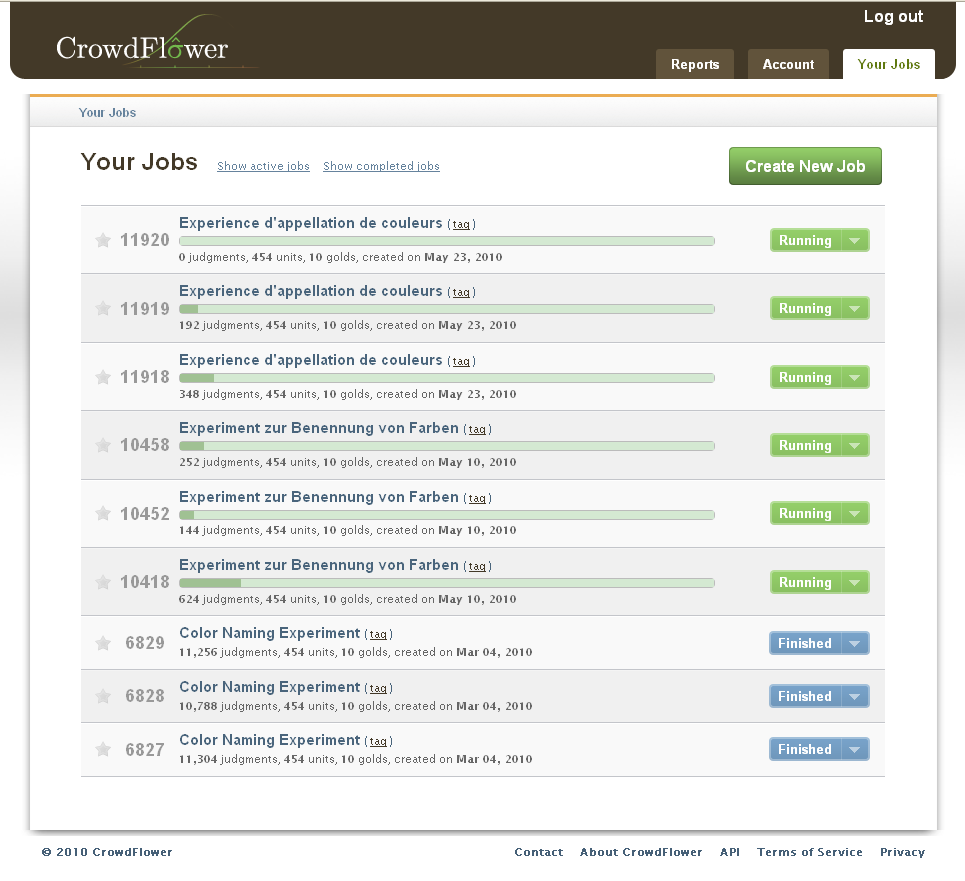 Log out
CrowdFlower
Reports Account Your Jobs
Your Jobs
Your Jobs Show active jobs Show completed jobs Create New Job
Experience d'appellation de couleurs (tag)
11920 Running
0 judgments, 454 units, 10 golds, created on May 23, 2010
Experience d'appellation de couleurs (tag)
11919 Running
192 judgments, 454 units, 10 golds, created on May 23, 2010
Experience d'appellation de couleurs (tag)
11918 Running
348 judgments, 454 units, 10 golds, created on May 23, 2010
Experiment zur Benennung von Farben (tag)
10458 Running
252 judgments, 454 units, 10 golds, created on May 10, 2010
Experiment zur Benennung von Farben (tag)
10452 Running
144 judgments, 454 units, 10 golds, created on May 10, 2010
Experiment zur Benennung von Farben (tag)
10418 Running
624 judgments, 454 units, 10 golds, created on May 10, 2010
Color Naming Experiment (tag)
6829 Finished
11,256 judgments, 454 units, 10 golds, created on Mar 04, 2010
Color Naming Experiment (tag)
6828 Finished
10,788 judgments, 454 units, 10 golds, created on Mar 04, 2010
Color Naming Experiment (tag)
6827 Finished
11,304 judgments, 454 units, 10 golds, created on Mar 04, 2010
© 2010 CrowdFlower Contact About CrowdFlower API Terms of Service Privacy